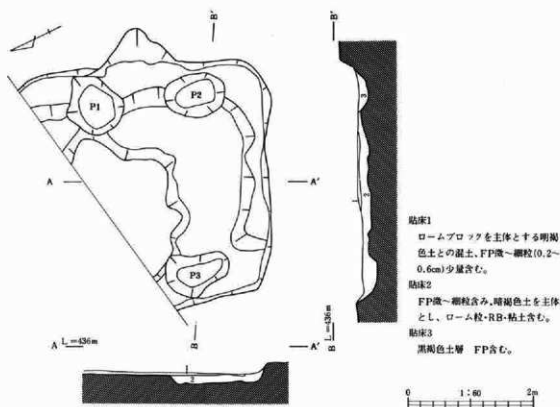 B'
P1
P2
A
A'
P3
B
A L=436m
A'
2
B'
3
1
2
B L=436m
貼床1
ロームブロックを主体とする明褐
色土との混土、FP微～細粒(0.2～
0.6cm)少量含む。
貼床2
FP微～細粒含み、暗褐色土を主体
とし、ローム粒・RB・粘土含む。
貼床3
黒褐色土層 FP含む。
0 1:60 2m